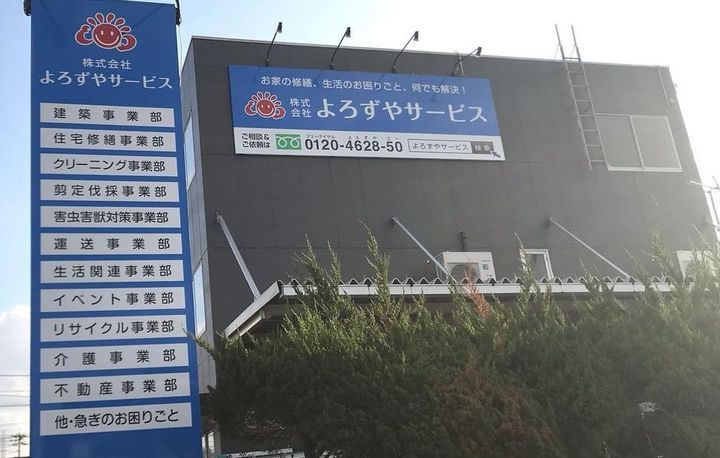 株式会社
よろずやサービス
建築事業部
住宅修繕事業部
クリーニング事業部
剪定伐採事業部
害虫害獣対策事業部
運送事業部
生活関連事業部
イベント事業部
リサイクル事業部
介護事業部
不動産事業部
他・急ぎのお困りごと
お家の修繕、生活のお困りごと、何でも解決！
株式会社 よろずやサービス
ご相談&ご依頼は フリーダイヤル 0120-4628-50 よろずやサービス 検索